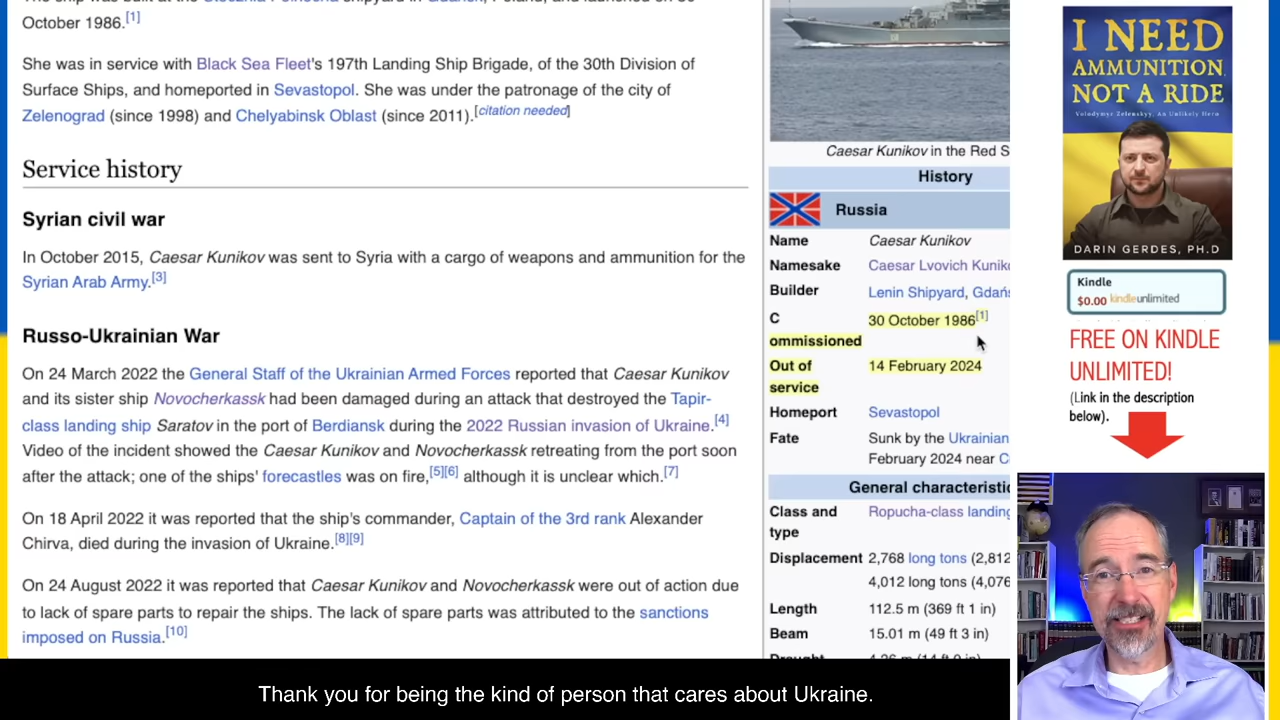 October 1986.[1]
She was in service with Black Sea Fleet's 197th Landing Ship Brigade, of the 30th Division of
Surface Ships, and homeported in Sevastopol. She was under the patronage of the city of
Zelenograd (since 1998) and Chelyabinsk Oblast (since 2011).[citation needed]
Service history
Syrian civil war
In October 2015, Caesar Kunikov was sent to Syria with a cargo of weapons and ammunition for the
Syrian Arab Army.[3]
Russo-Ukrainian War
On 24 March 2022 the General Staff of the Ukrainian Armed Forces reported that Caesar Kunikov
and its sister ship Novocherkassk had been damaged during an attack that destroyed the Tapir-
class landing ship Saratov in the port of Berdiansk during the 2022 Russian invasion of Ukraine.[4]
Video of the incident showed the Caesar Kunikov and Novocherkassk retreating from the port soon
after the attack; one of the ships' forecastles was on fire,[5][6] although it is unclear which.[7]
On 18 April 2022 it was reported that the ship's commander, Captain of the 3rd rank Alexander
Chirva, died during the invasion of Ukraine.[8][9]
On 24 August 2022 it was reported that Caesar Kunikov and Novocherkassk were out of action due
to lack of spare parts to repair the ships. The lack of spare parts was attributed to the sanctions
imposed on Russia.[10]
Caesar Kunikov in the Red S
History
Russia
Name Caesar Kunikov
Namesake Caesar Lvovich Kuniko
Builder Lenin Shipyard, Gdańs
C 30 October 1986[1]
ommissioned
Out of 14 February 2024
service
Homeport Sevastopol
Fate Sunk by the Ukrainian
February 2024 near C
General characteristic
Class and Ropucha-class landing
type
Displacement 2,768 long tons (2,812
4,012 long tons (4,076
Length 112.5 m (369 ft 1 in)
Beam 15.01 m (49 ft 3 in)
I NEED
AMMUNITION,
NOT A RIDE
Volodymyr Zelenskyy, An Unlikely Hero
DARIN GERDES, PH.D
Kindle
$0.00 kindleunlimited
FREE ON KINDLE
UNLIMITED!
(Link in the description
below).
Thank you for being the kind of person that cares about Ukraine.